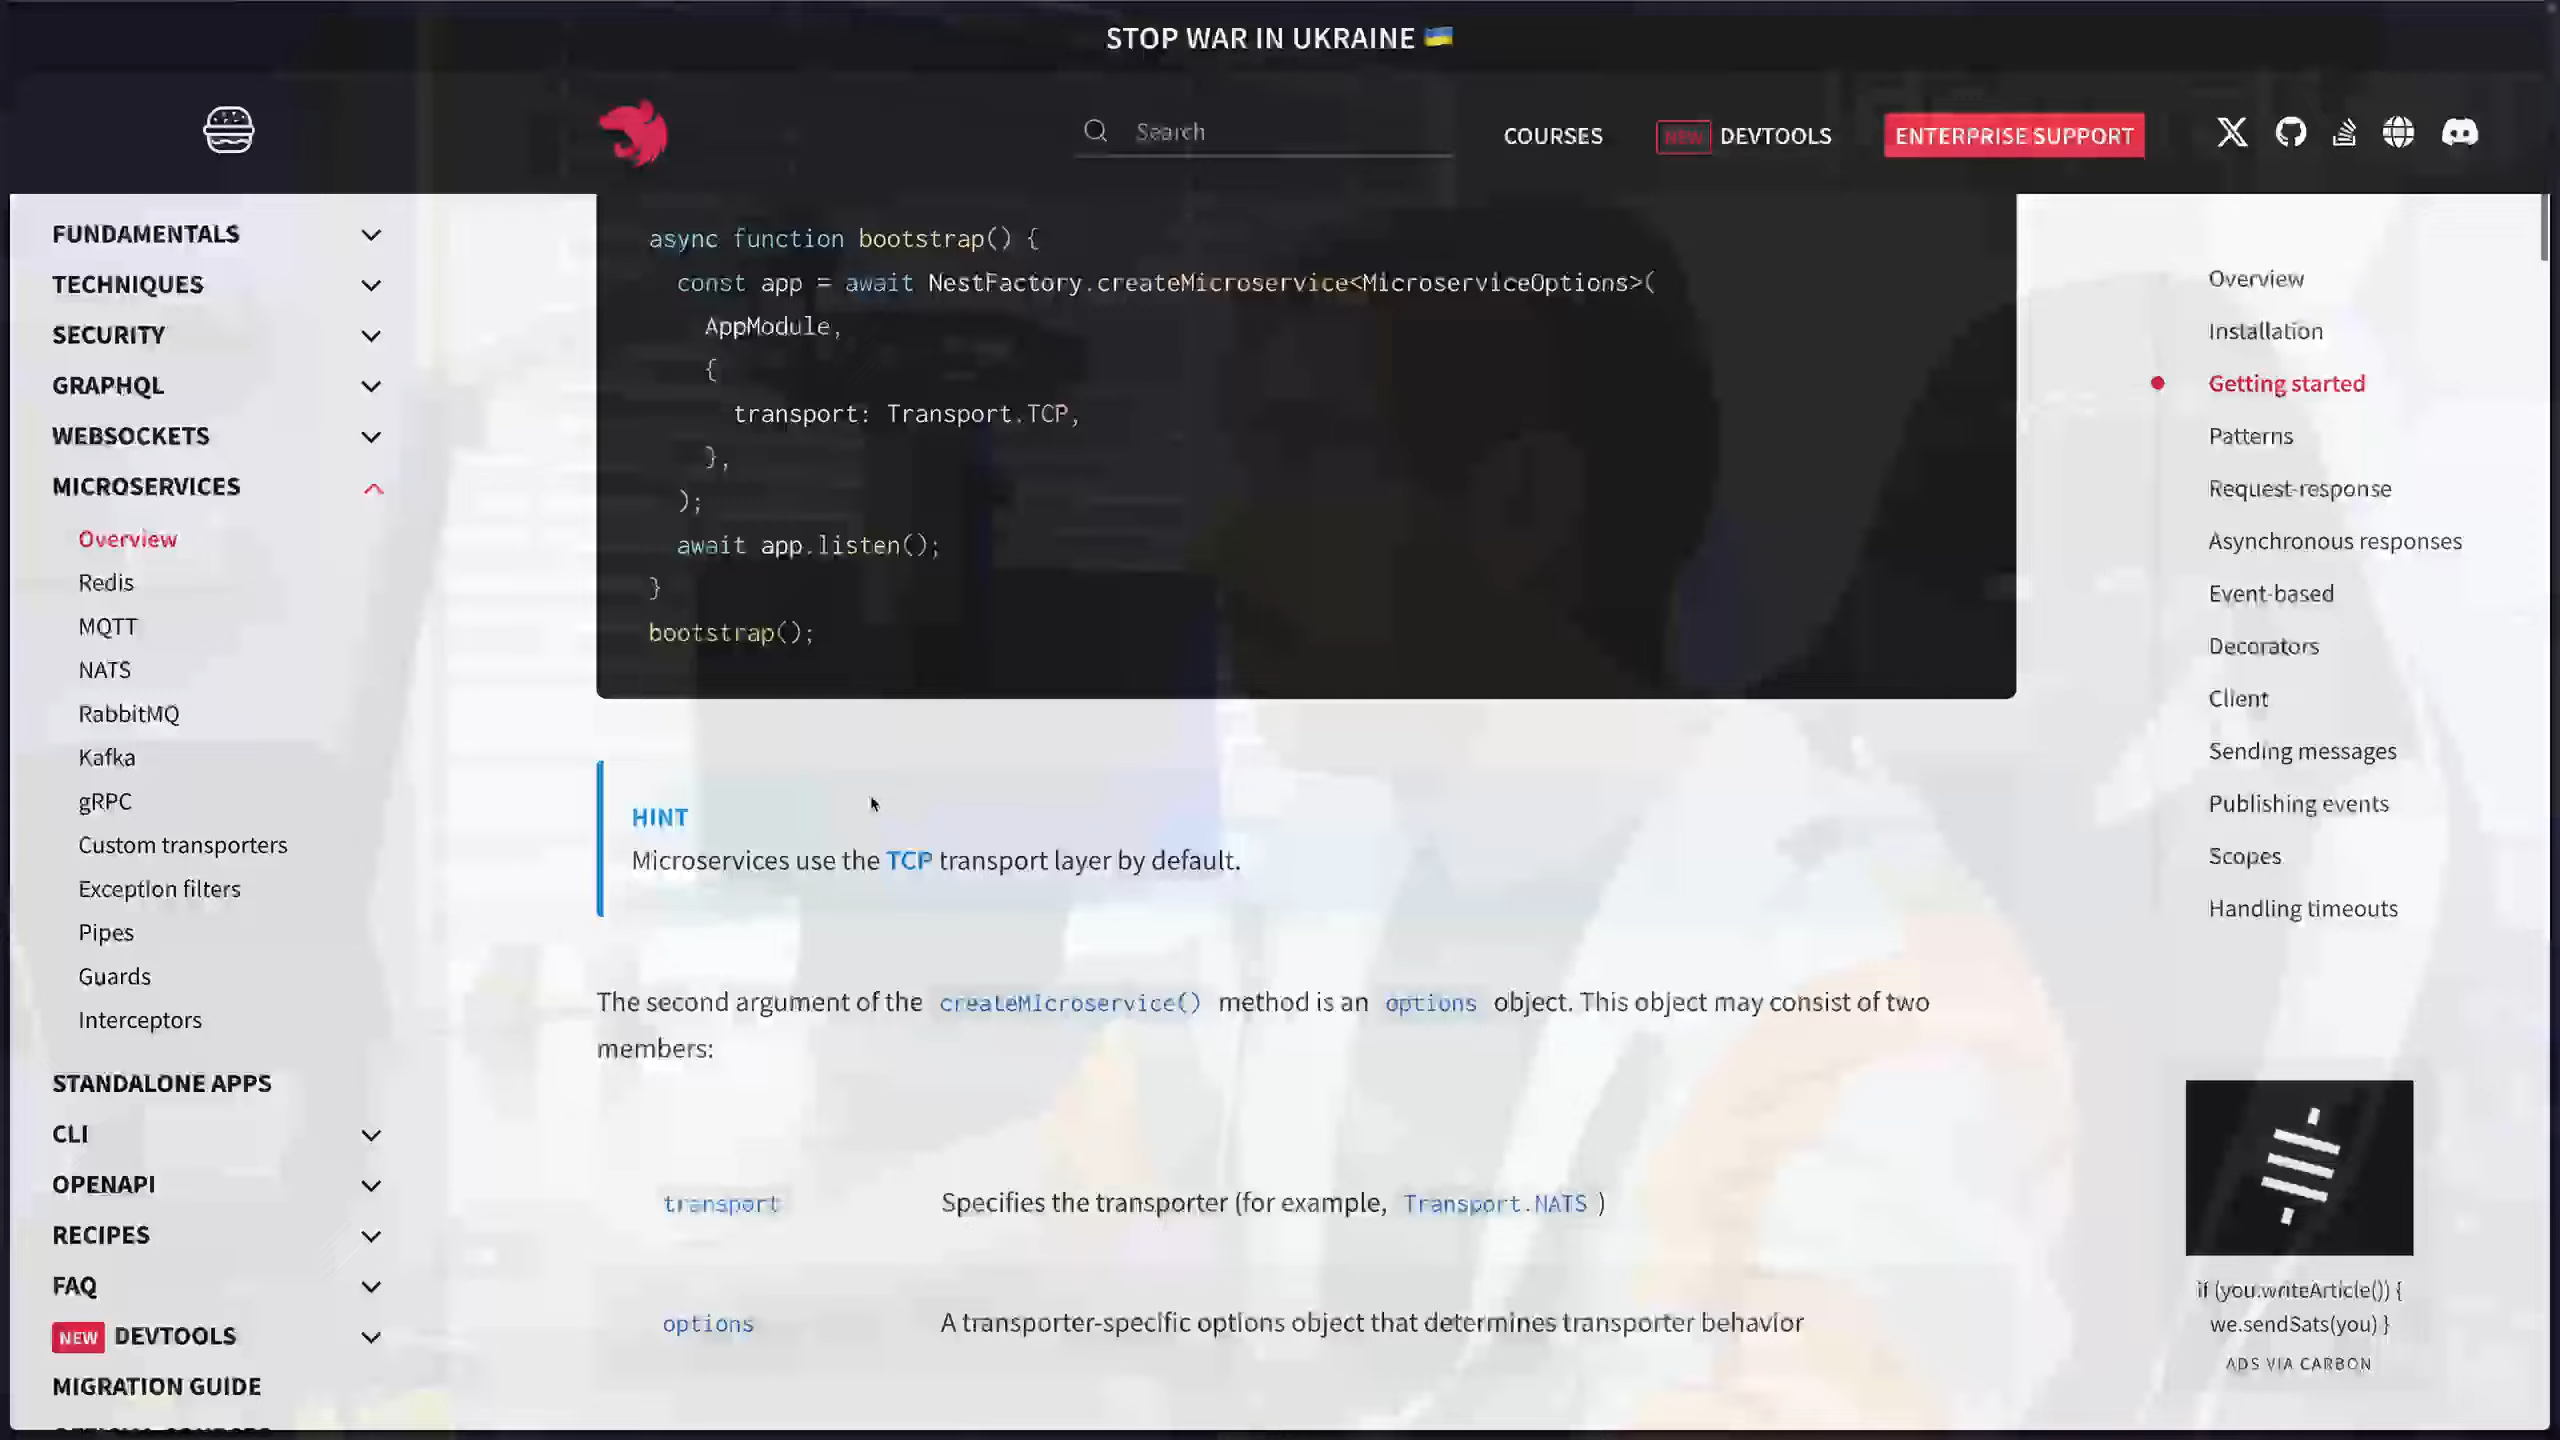 STOP WAR IN UKRAINE 🇺🇦
Search
COURSES
NEW DEVTOOLS
ENTERPRISE SUPPORT
FUNDAMENTALS
TECHNIQUES
SECURITY
GRAPHQL
WEBSOCKETS
MICROSERVICES
Overview
Redis
MQTT
NATS
RabbitMQ
Kafka
gRPC
Custom transporters
Exception filters
Pipes
Guards
Interceptors
STANDALONE APPS
CLI
OPENAPI
RECIPES
FAQ
NEW DEVTOOLS
MIGRATION GUIDE
async function bootstrap() {
const app = await NestFactory.createMicroservice<MicroserviceOptions>(
AppModule,
{
transport: Transport.TCP,
},
);
await app.listen();
}
bootstrap();
HINT
Microservices use the TCP transport layer by default.
The second argument of the createMicroservice() method is an options object. This object may consist of two
members:
transport Specifies the transporter (for example, Transport.NATS )
options A transporter-specific options object that determines transporter behavior
Overview
Installation
Getting started
Patterns
Request-response
Asynchronous responses
Event-based
Decorators
Client
Sending messages
Publishing events
Scopes
Handling timeouts
if (you.writeArticle()) {
we.sendSats(you) }
ADS VIA CARBON